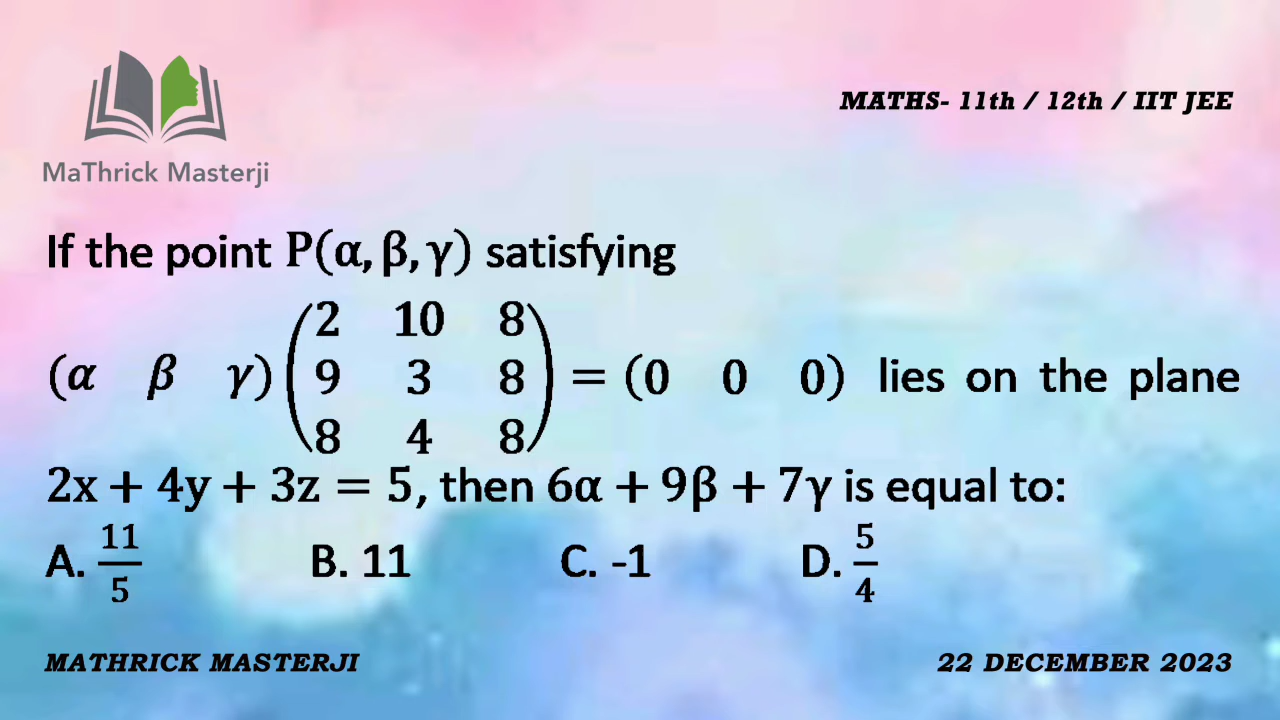 MATHS- 11th / 12th / IIT JEE
MaThrick Masterji
If the point P(α, β, γ) satisfying
(α β γ) (2 10 8
9 3 8
8 4 8) = (0 0 0) lies on the plane
2x + 4y + 3z = 5, then 6α + 9β + 7γ is equal to:
A. 11/5 B. 11 C. -1 D. 5/4
MATHRICK MASTERJI 22 DECEMBER 2023